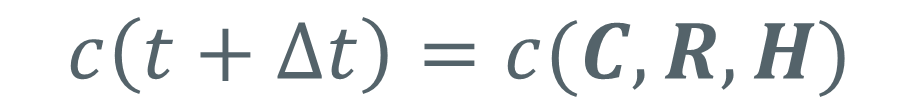 c(t + Δt) = c(C, R, H)